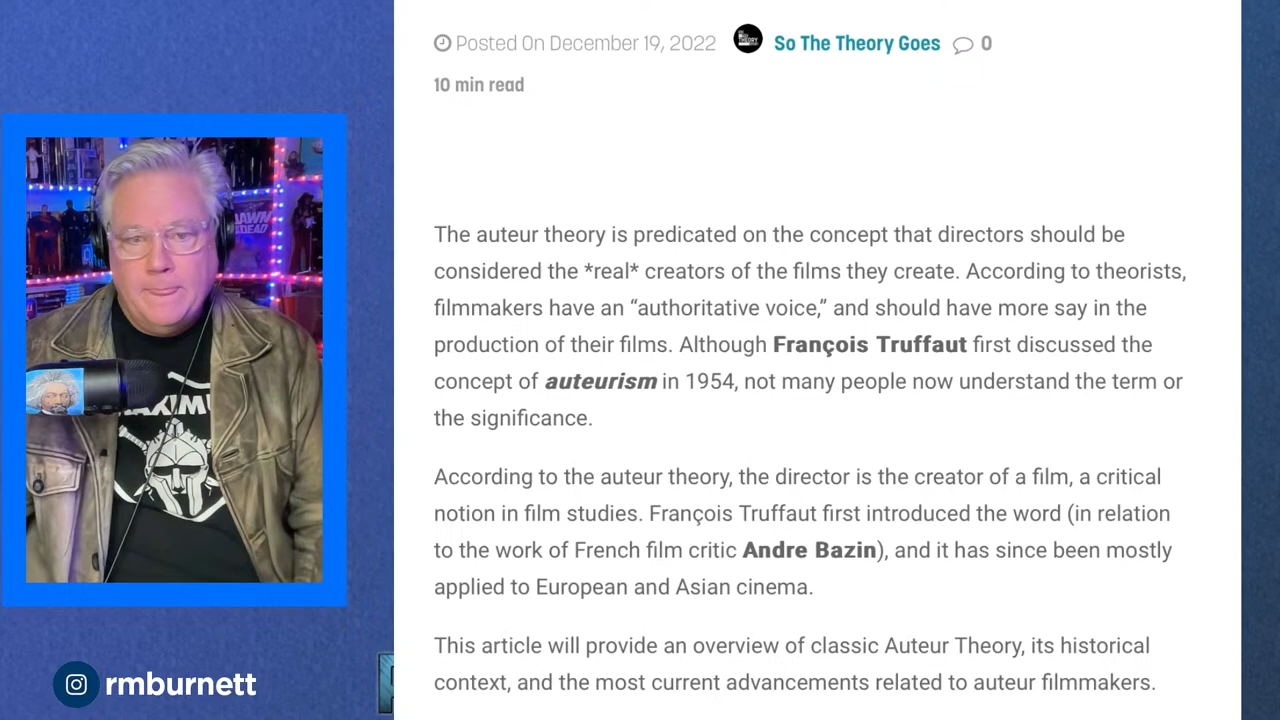 Posted On December 19, 2022 So The Theory Goes 0
10 min read
The auteur theory is predicated on the concept that directors should be
considered the *real* creators of the films they create. According to theorists,
filmmakers have an “authoritative voice,” and should have more say in the
production of their films. Although François Truffaut first discussed the
concept of auteurism in 1954, not many people now understand the term or
the significance.
According to the auteur theory, the director is the creator of a film, a critical
notion in film studies. François Truffaut first introduced the word (in relation
to the work of French film critic Andre Bazin), and it has since been mostly
applied to European and Asian cinema.
This article will provide an overview of classic Auteur Theory, its historical
context, and the most current advancements related to auteur filmmakers.
DEAD
rmburnett